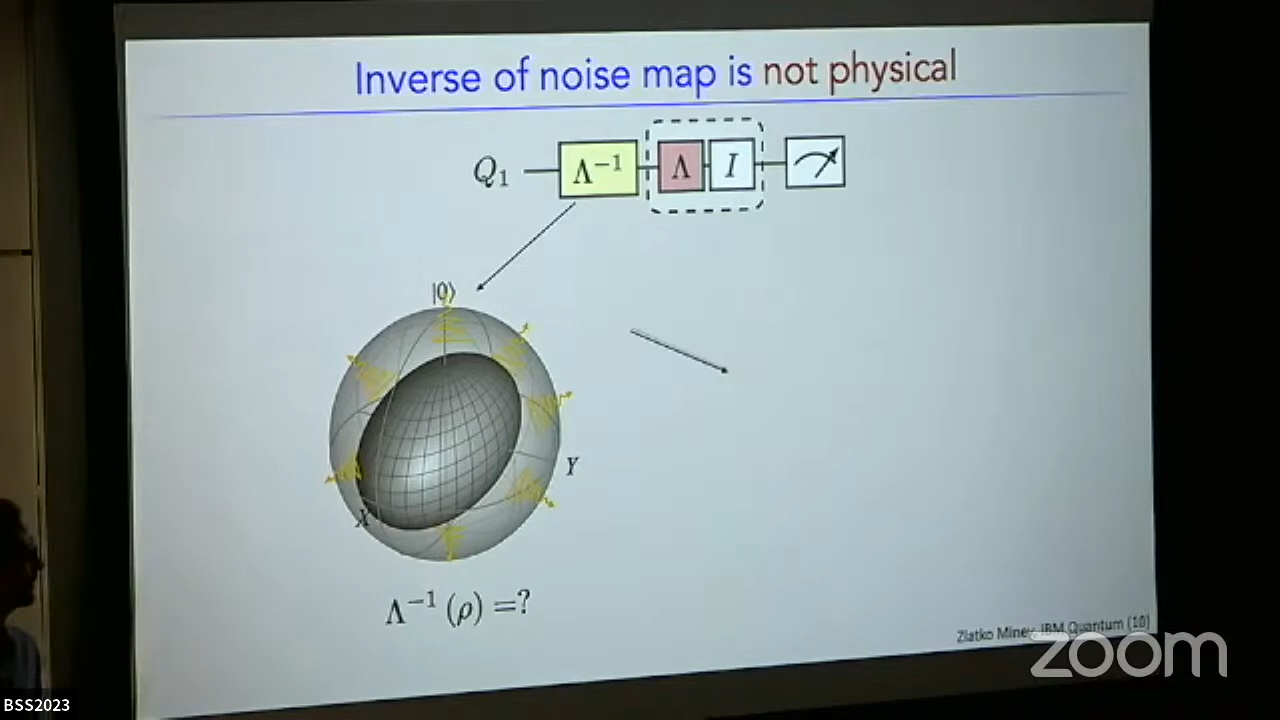 Inverse of noise map is not physical
Q₁ Λ⁻¹ Λ I
|0⟩
Y
X
Λ⁻¹ (ρ) =?
Zlatko Minev, IBM Quantum (10)
zoom
BSS2023